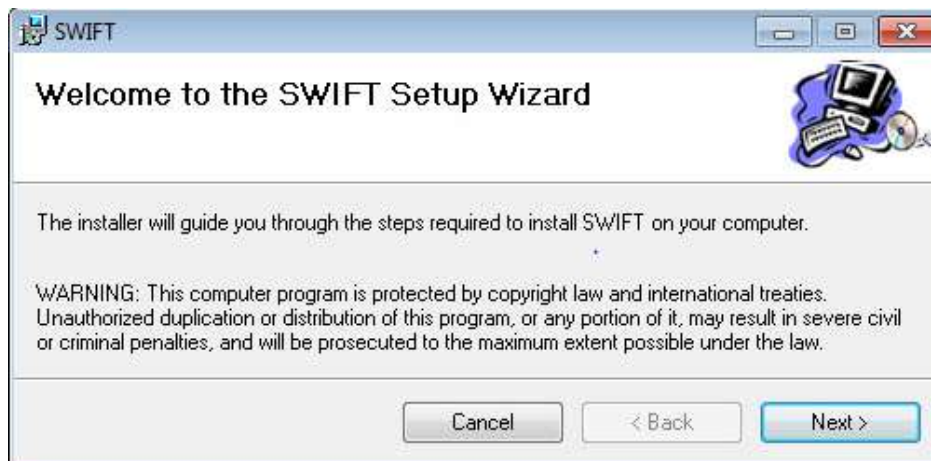 SWIFT
Welcome to the SWIFT Setup Wizard
The installer will guide you through the steps required to install SWIFT on your computer.
WARNING: This computer program is protected by copyright law and international treaties.
Unauthorized duplication or distribution of this program, or any portion of it, may result in severe civil
or criminal penalties, and will be prosecuted to the maximum extent possible under the law.
Cancel < Back Next >